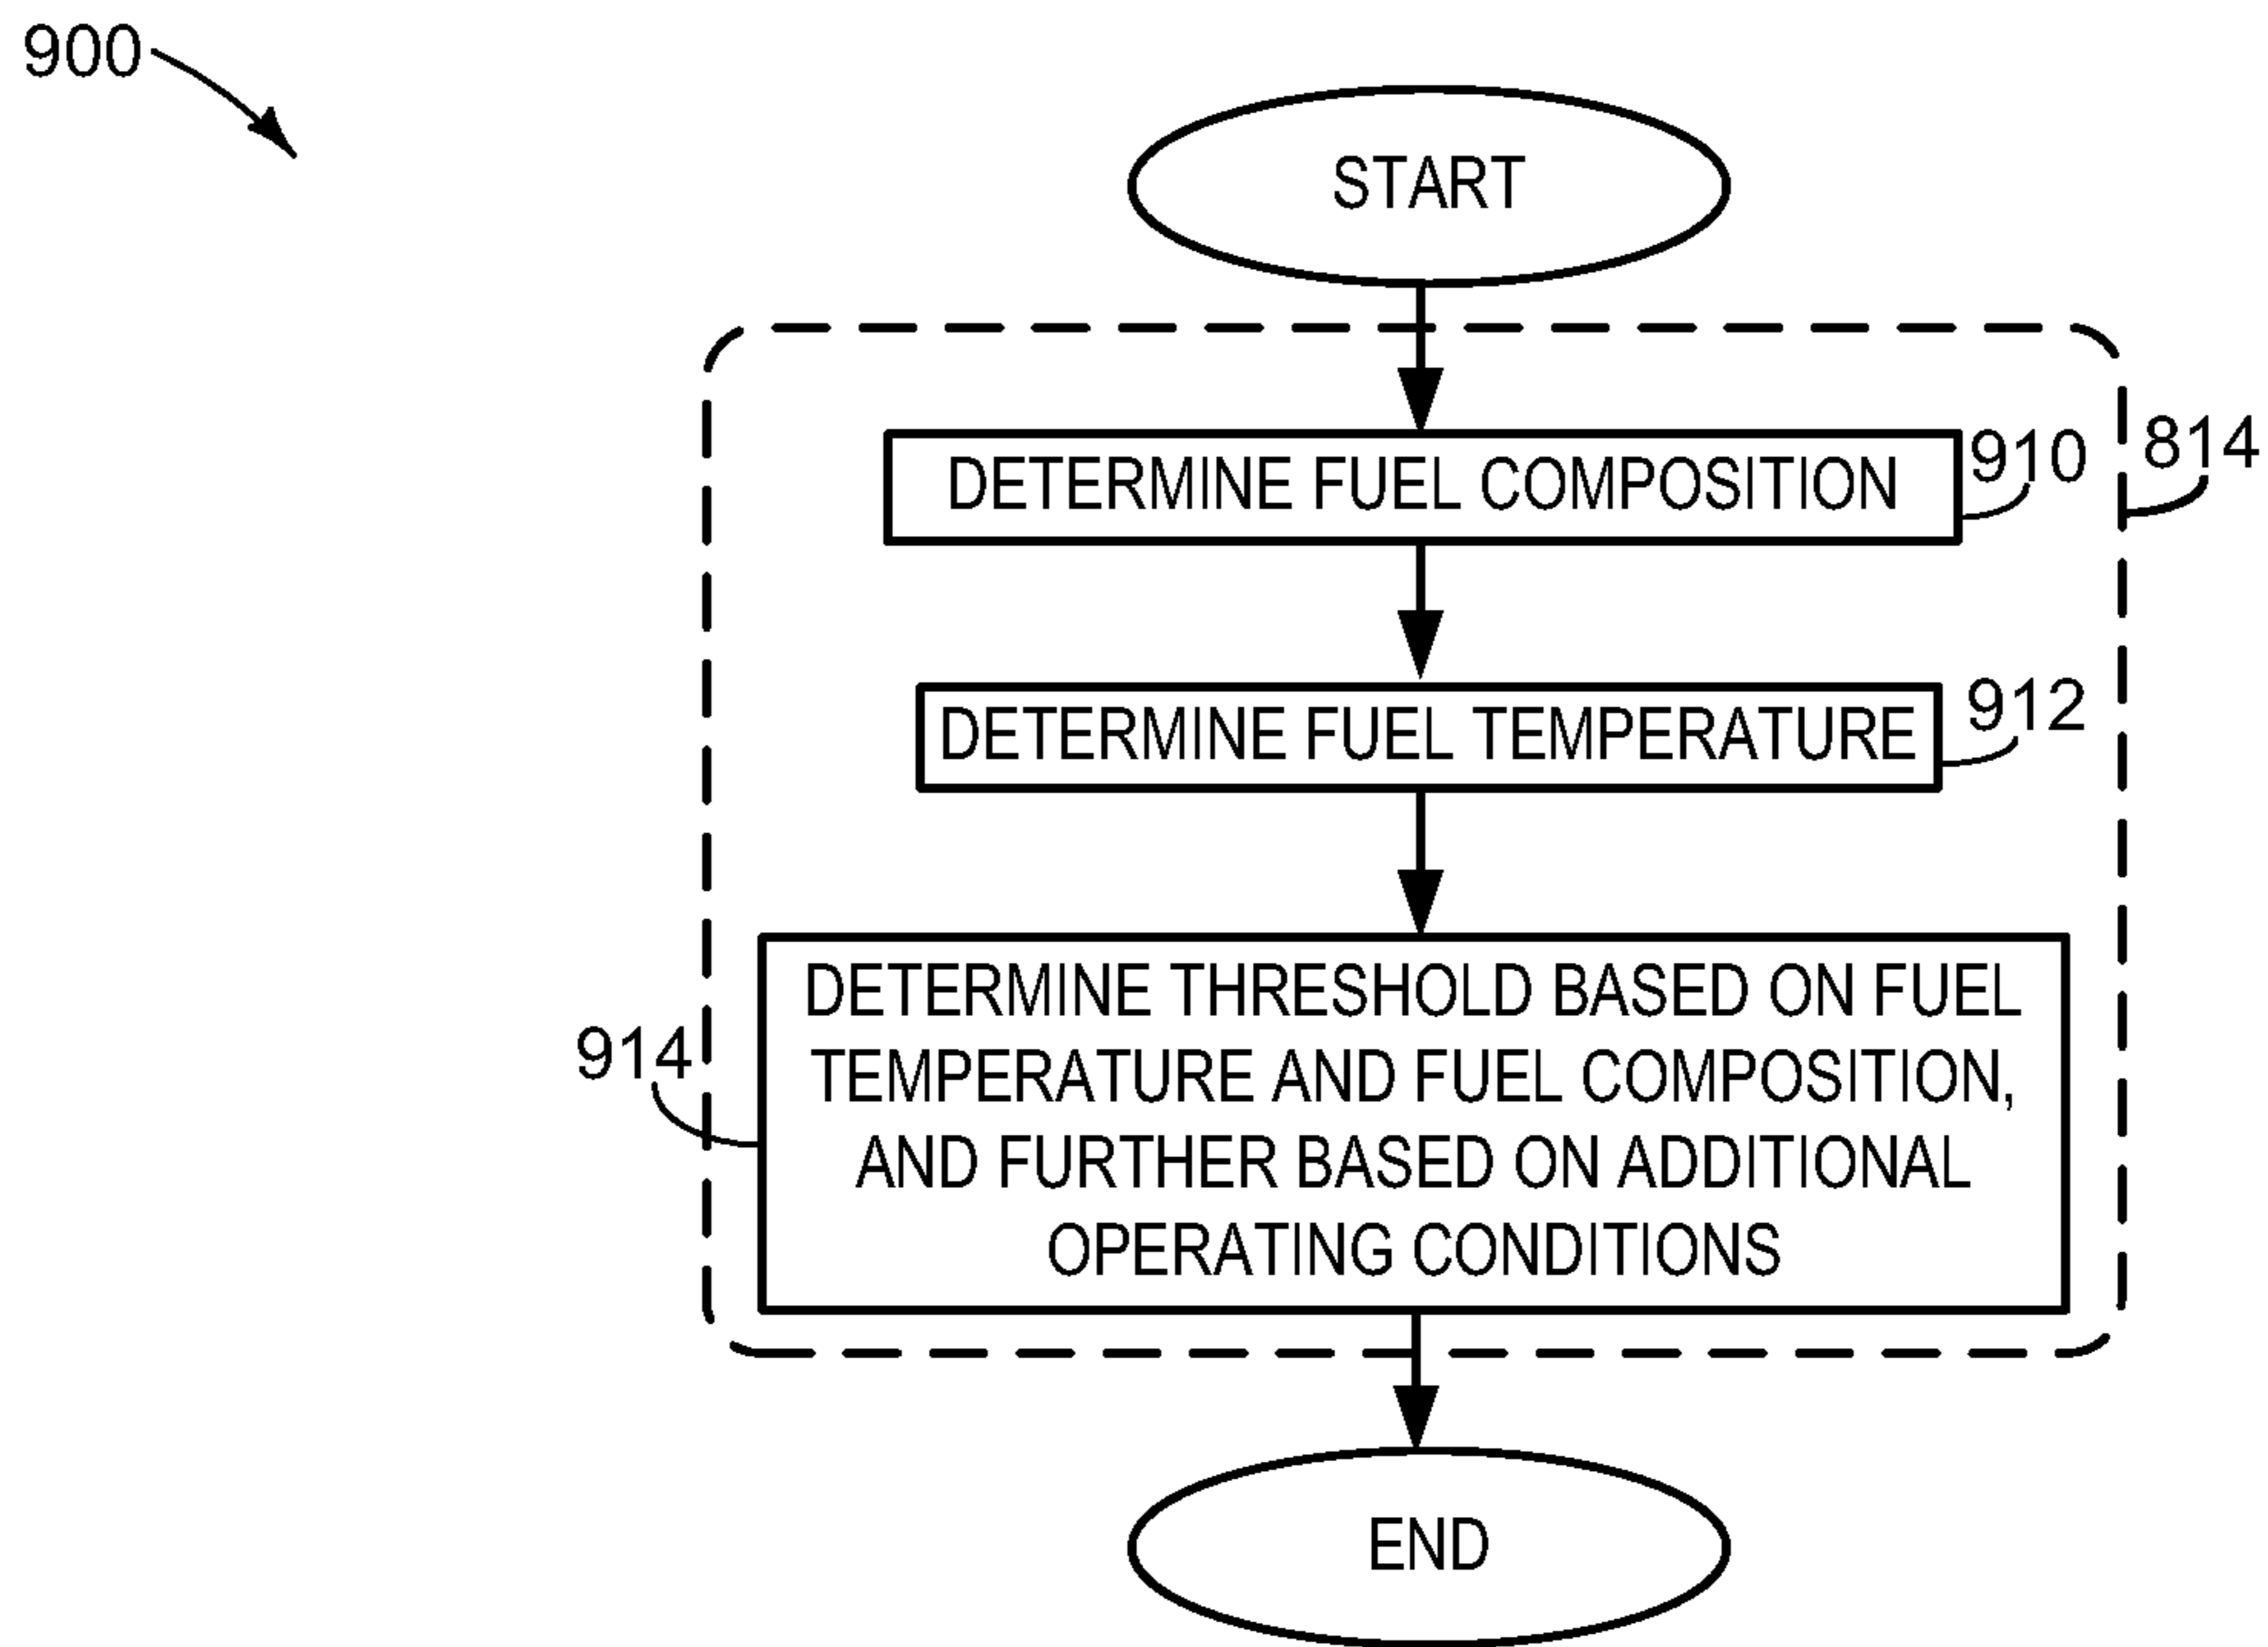 900
START
DETERMINE FUEL COMPOSITION
910
814
DETERMINE FUEL TEMPERATURE
912
914
DETERMINE THRESHOLD BASED ON FUEL
TEMPERATURE AND FUEL COMPOSITION,
AND FURTHER BASED ON ADDITIONAL
OPERATING CONDITIONS
END